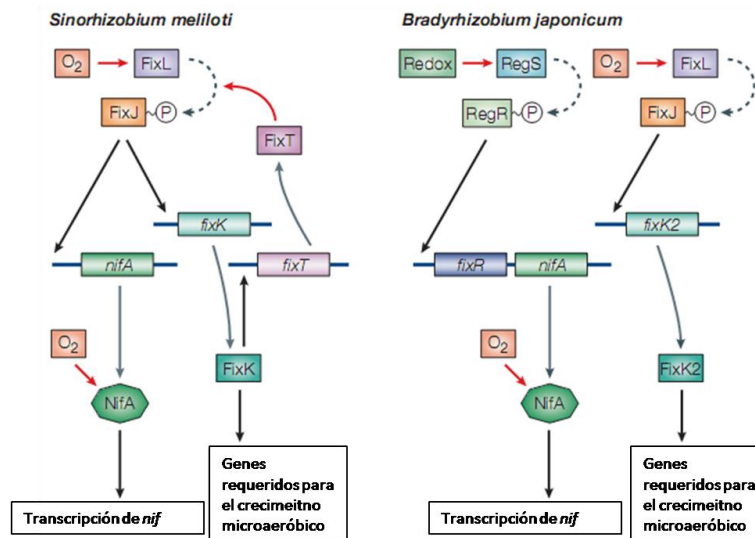 Sinorhizobium meliloti
O2
FixL
FixJ
P
FixT
fixK
nifA
fixT
O2
FixK
NifA
Genes
requeridos para
el crecimeitno
microaeróbico
Transcripción de nif
Bradyrhizobium japonicum
Redox
RegS
O2
FixL
RegR
P
FixJ
P
fixK2
fixR
nifA
O2
FixK2
NifA
Genes
requeridos para
el crecimeitno
microaeróbico
Transcripción de nif